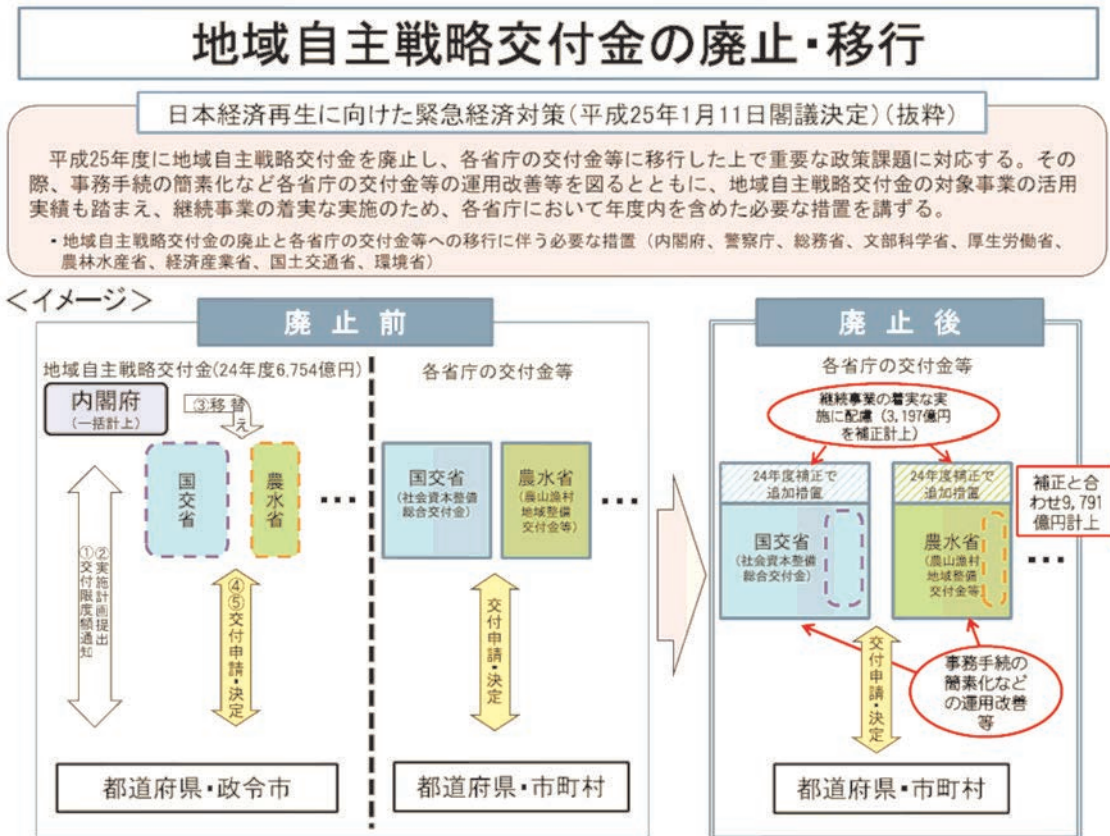 地域自主戦略交付金の廃止・移行
日本経済再生に向けた緊急経済対策(平成25年1月11日閣議決定)(抜粋)
平成25年度に地域自主戦略交付金を廃止し、各省庁の交付金等に移行した上で重要な政策課題に対応する。その
際、事務手続の簡素化など各省庁の交付金等の運用改善等を図るとともに、地域自主戦略交付金の対象事業の活用
実績も踏まえ、継続事業の着実な実施のため、各省庁において年度内を含めた必要な措置を講ずる。
・地域自主戦略交付金の廃止と各省庁の交付金等への移行に伴う必要な措置(内閣府、警察庁、総務省、文部科学省、厚生労働省、
農林水産省、経済産業省、国土交通省、環境省)
<イメージ>
廃止前
地域自主戦略交付金(24年度6,754億円)
内閣府
(一括計上)
③移替え
国交省
農水省
…
①交付限度額通知
②実施計画提出
④⑤交付申請・決定
都道府県・政令市
各省庁の交付金等
国交省
(社会資本整備
総合交付金)
農水省
(農山漁村
地域整備
交付金等)
…
交付申請・決定
都道府県・市町村
廃止後
各省庁の交付金等
継続事業の着実な実
施に配慮(3,197億円
を補正計上)
24年度補正で
追加措置
国交省
(社会資本整備
総合交付金)
24年度補正で
追加措置
農水省
(農山漁村
地域整備
交付金等)
補正と合
わせ9,791
億円計上
…
交付申請・決定
事務手続の
簡素化など
の運用改善
等
都道府県・市町村